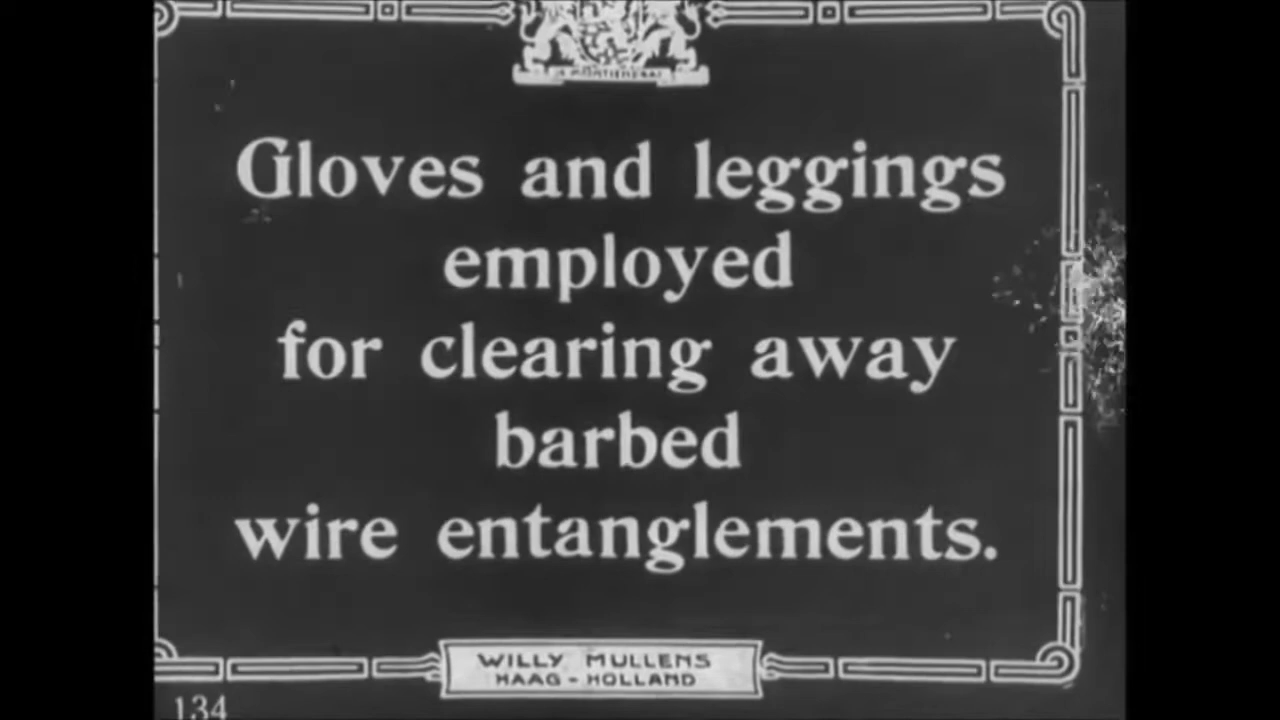 Gloves and leggings
employed
for clearing away
barbed
wire entanglements.
WILLY MULLENS
HAAG - HOLLAND
134